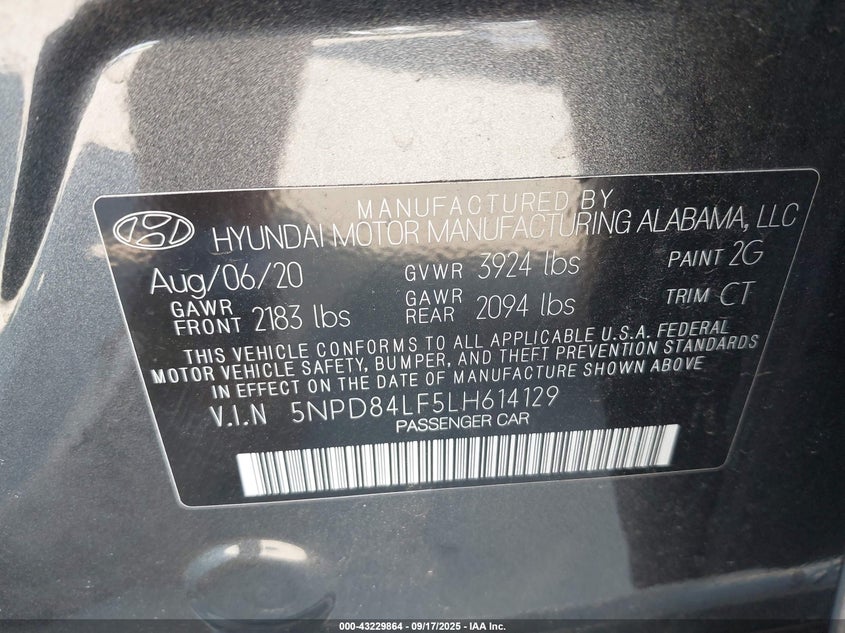 MANUFACTURED BY
HYUNDAI MOTOR MANUFACTURING ALABAMA, LLC
Aug/06/20 GVWR 3924 lbs PAINT 2G
GAWR FRONT 2183 lbs GAWR REAR 2094 lbs TRIM CT
THIS VEHICLE CONFORMS TO ALL APPLICABLE U.S.A. FEDERAL
MOTOR VEHICLE SAFETY, BUMPER, AND THEFT PREVENTION STANDARDS
IN EFFECT ON THE DATE OF MANUFACTURE SHOWN ABOVE
V.I.N 5NPD84LF5LH614129
PASSENGER CAR
000-43229864 - 09/17/2025 - IAA Inc.